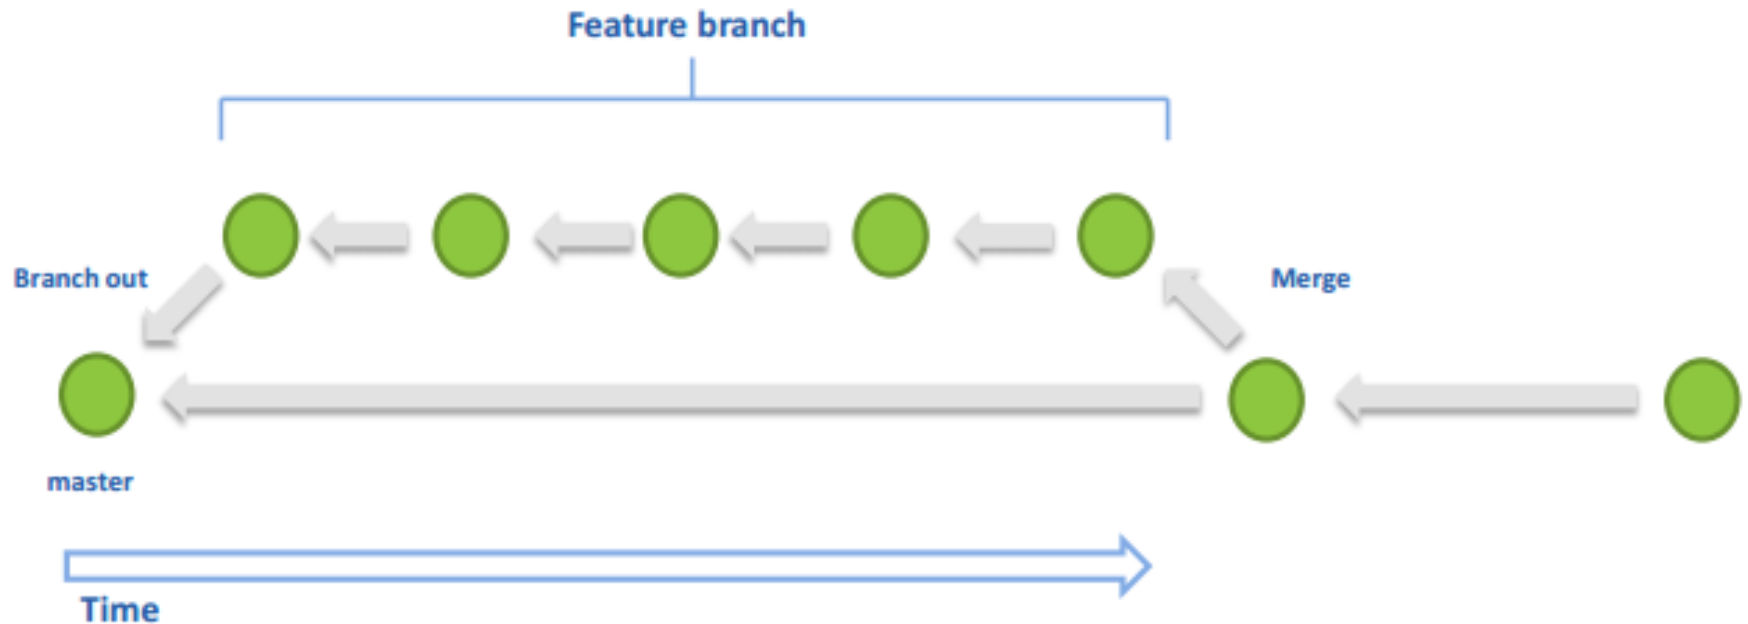 Feature branch
Branch out
Merge
master
Time